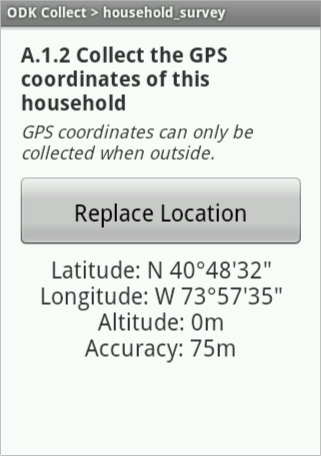 ODK Collect > household_survey
A.1.2 Collect the GPS
coordinates of this
household
GPS coordinates can only be
collected when outside.
Replace Location
Latitude: N 40°48'32"
Longitude: W 73°57'35"
Altitude: 0m
Accuracy: 75m